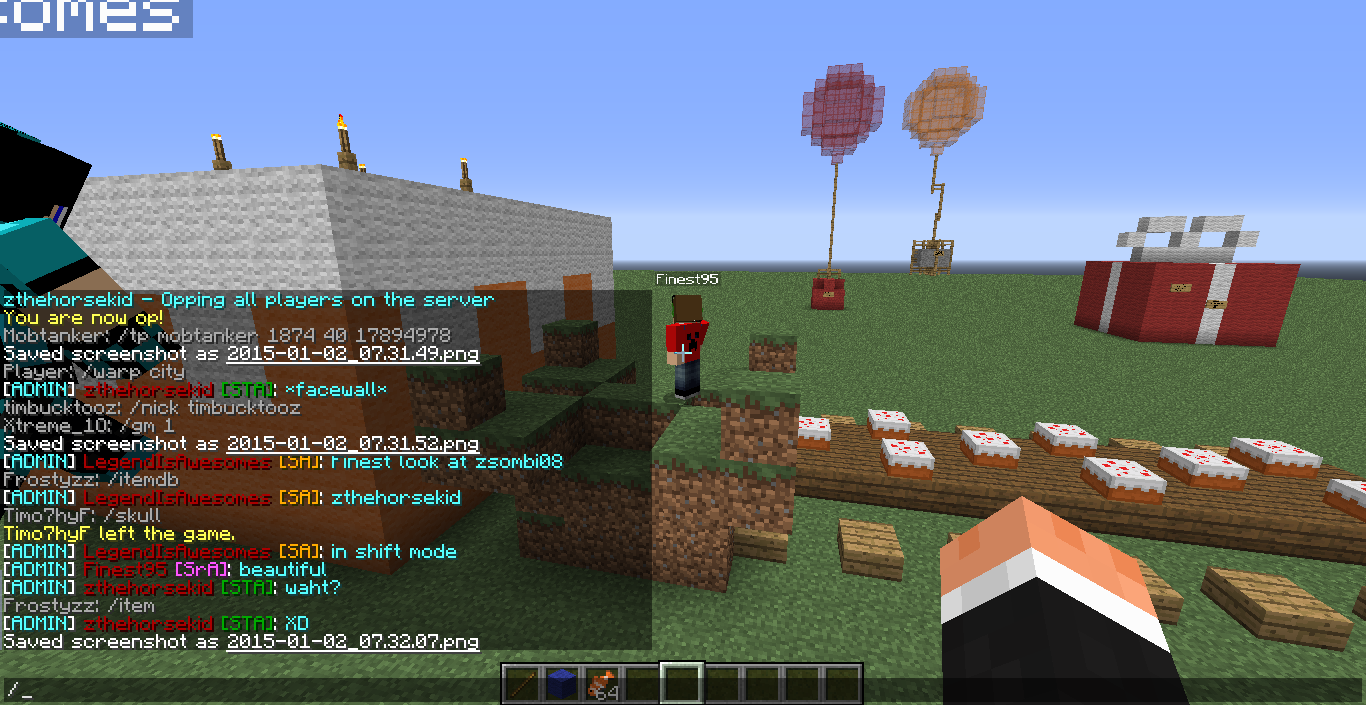 omes
Finest95
zthehorsekid - Opping all players on the server
You are now op!
Mobtanker: /tp mobtanker 1874 40 17894978
Saved screenshot as 2015-01-02_07.31.49.png
Player: /warp city
[ADMIN] zthehorsekid [STA]: *facewall*
timbucktooz: /nick timbucktooz
Xtreme_10: /gm 1
Saved screenshot as 2015-01-02_07.31.52.png
[ADMIN] LegendIsAwesomes [SA]: Finest look at zsombi08
Frostyzz: /itemdb
[ADMIN] LegendIsAwesomes [SA]: zthehorsekid
Timo7hyF: /skull
Timo7hyF left the game.
[ADMIN] LegendIsAwesomes [SA]: in shift mode
[ADMIN] Finest95 [SrA]: beautiful
[ADMIN] zthehorsekid [STA]: waht?
Frostyzz: /item
[ADMIN] zthehorsekid [STA]: XD
Saved screenshot as 2015-01-02_07.32.07.png
/_
64